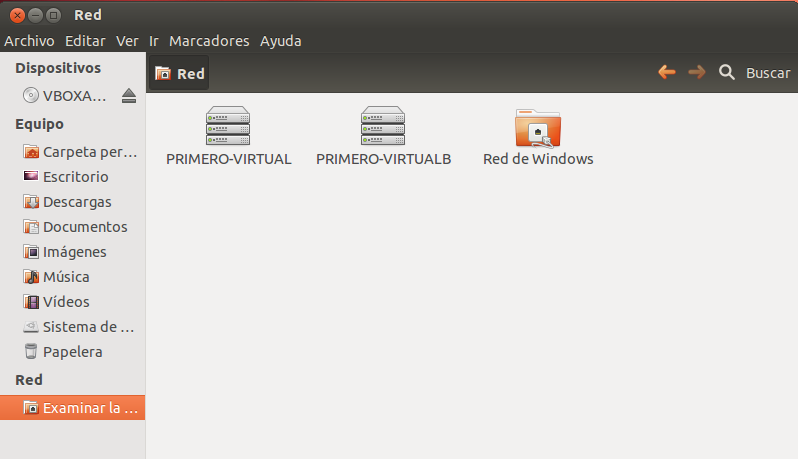 Red
Archivo Editar Ver Ir Marcadores Ayuda
Dispositivos
VBOXA...
Equipo
Carpeta per...
Escritorio
Descargas
Documentos
Imágenes
Música
Vídeos
Sistema de ...
Papelera
Red
Examinar la ...
Red
Buscar
PRIMERO-VIRTUAL
PRIMERO-VIRTUALB
Red de Windows